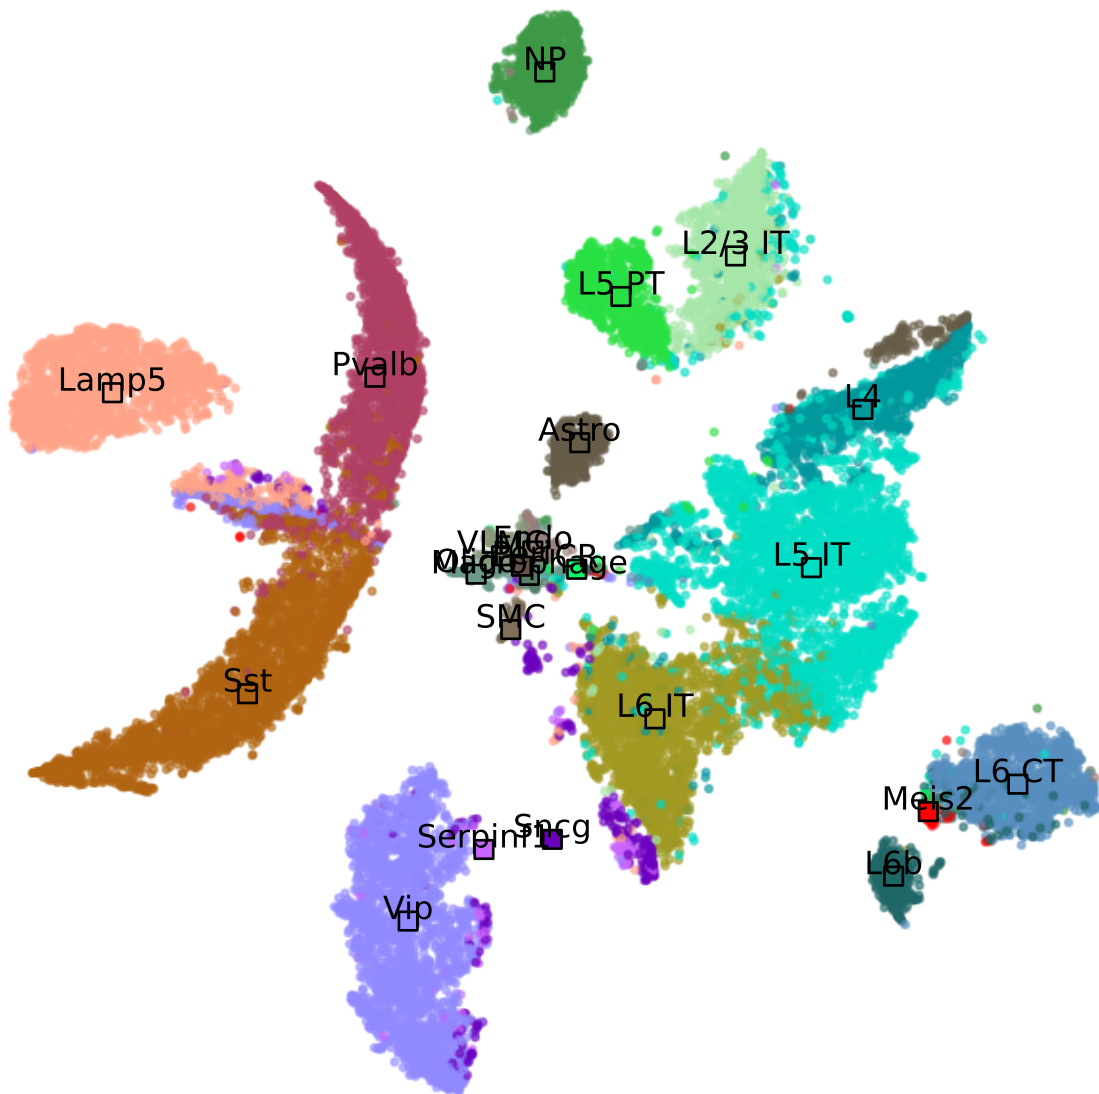 NP
L2/3 IT
L5 PT
Pvalb
Lamp5
L4
Astro
Endo
L5 IT
SMC
Sst
L6 IT
L6 CT
Meis2
Sncg
Serpinf1
L6b
Vip